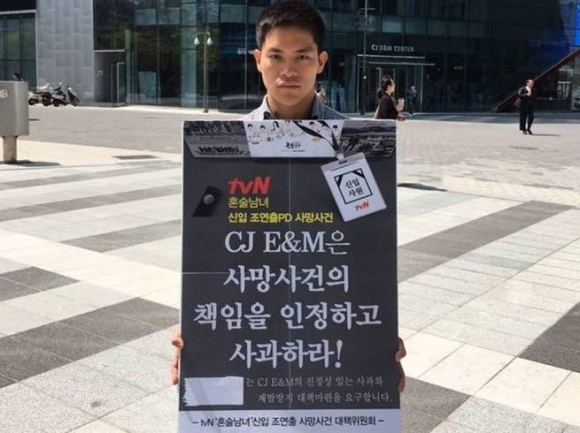 CJ E&M CENTER
신입
사원
tvN
tvN
혼술남녀
신입 조연출PD 사망사건
CJ E&M은
사망사건의
책임을 인정하고
사과하라!
는 CJ E&M의 진정성 있는 사과와
재발방지 대책마련을 요구합니다.
– tvN '혼술남녀' 신입 조연출 사망사건 대책위원회 –